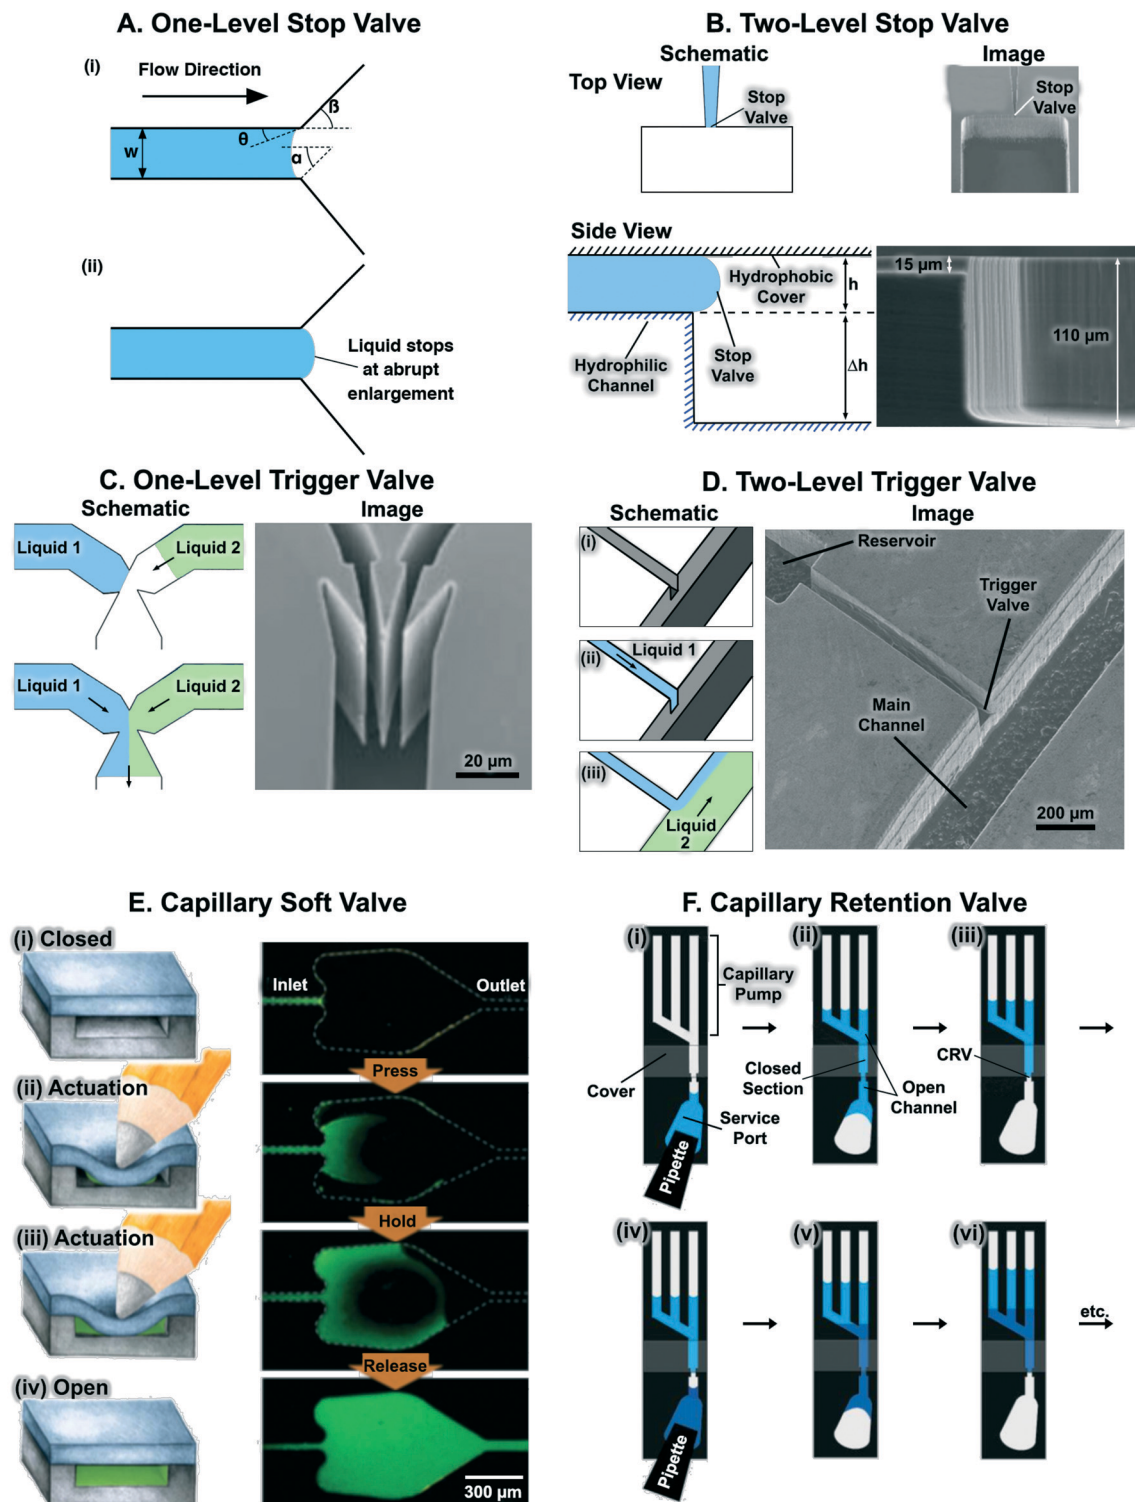 A. One-Level Stop Valve
(i)
Flow Direction
β
θ
w
α
(ii)
Liquid stops
at abrupt
enlargement
B. Two-Level Stop Valve
Schematic
Image
Top View
Stop
Valve
Stop
Valve
Side View
Hydrophobic
Cover
h
Hydrophilic
Channel
Stop
Valve
Δh
15 µm
110 µm
C. One-Level Trigger Valve
Schematic
Image
Liquid 1
Liquid 2
Liquid 1
Liquid 2
20 µm
D. Two-Level Trigger Valve
Schematic
Image
(i)
(ii)
Liquid 1
(iii)
Liquid
2
Reservoir
Trigger
Valve
Main
Channel
200 µm
E. Capillary Soft Valve
(i) Closed
Inlet
Outlet
Press
(ii) Actuation
Hold
(iii) Actuation
Release
(iv) Open
300 µm
F. Capillary Retention Valve
(i)
(ii)
(iii)
Capillary
Pump
Cover
Closed
Section
CRV
Open
Channel
Service
Port
Pipette
(iv)
(v)
(vi)
etc.
Pipette